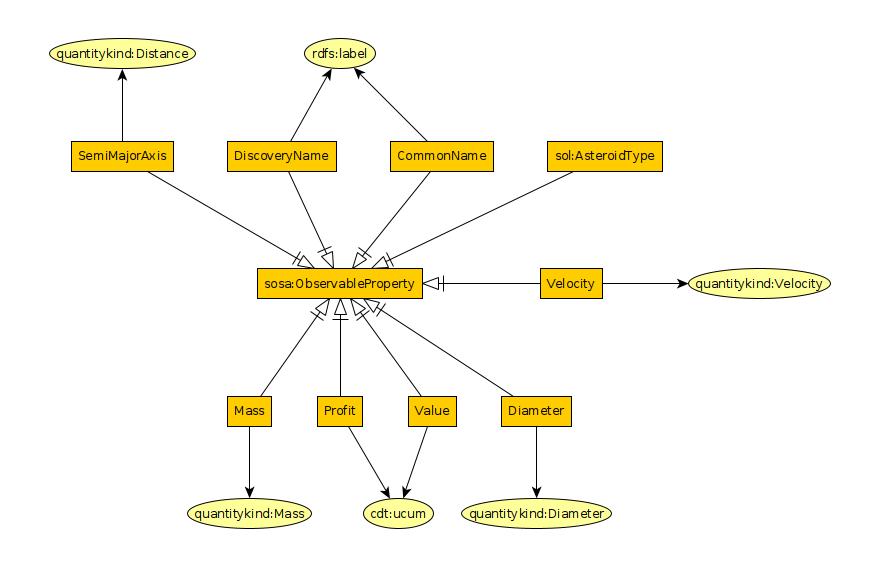 quantitykind:Distance
rdfs:label
SemiMajorAxis
DiscoveryName
CommonName
sol:AsteroidType
sosa:ObservableProperty
Velocity
quantitykind:Velocity
Mass
Profit
Value
Diameter
quantitykind:Mass
cdt:ucum
quantitykind:Diameter